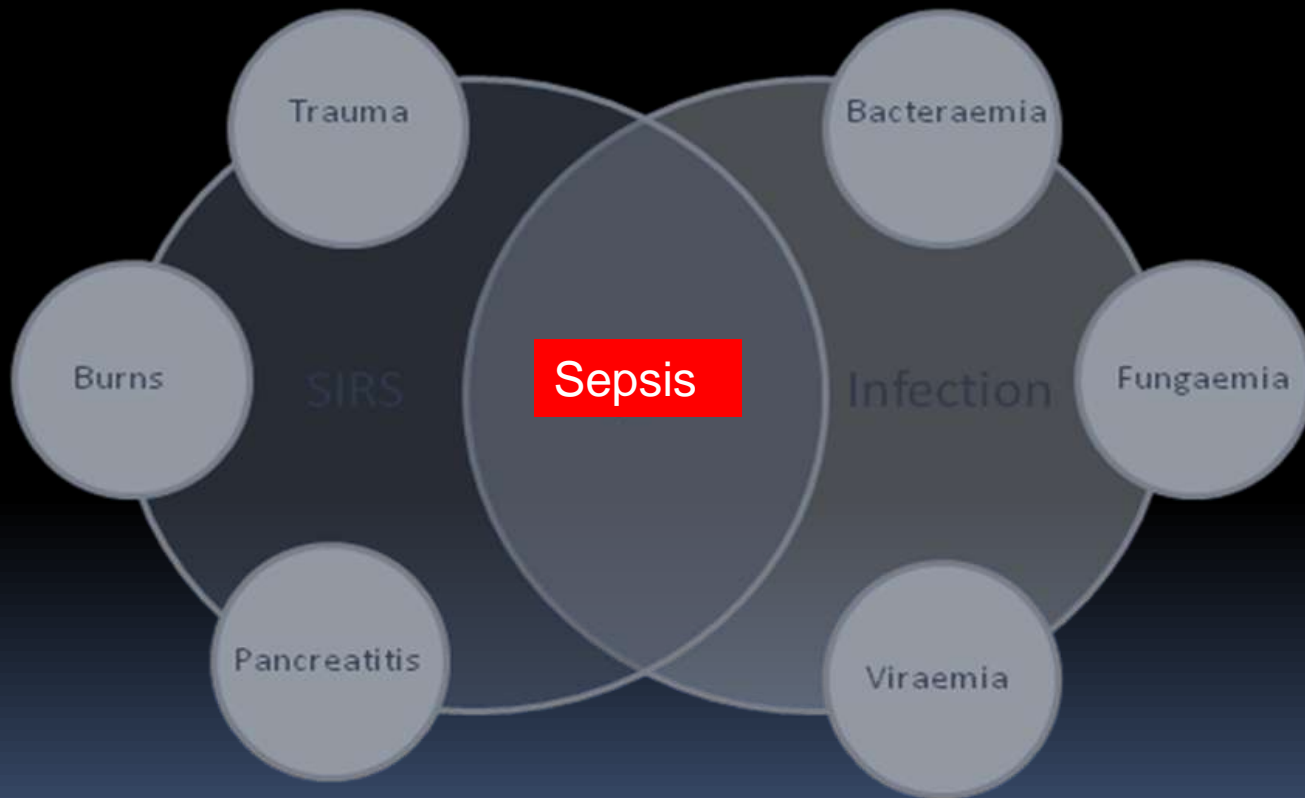 Trauma
Bacteraemia
Burns
SIRS
Sepsis
Infection
Fungaemia
Pancreatitis
Viraemia